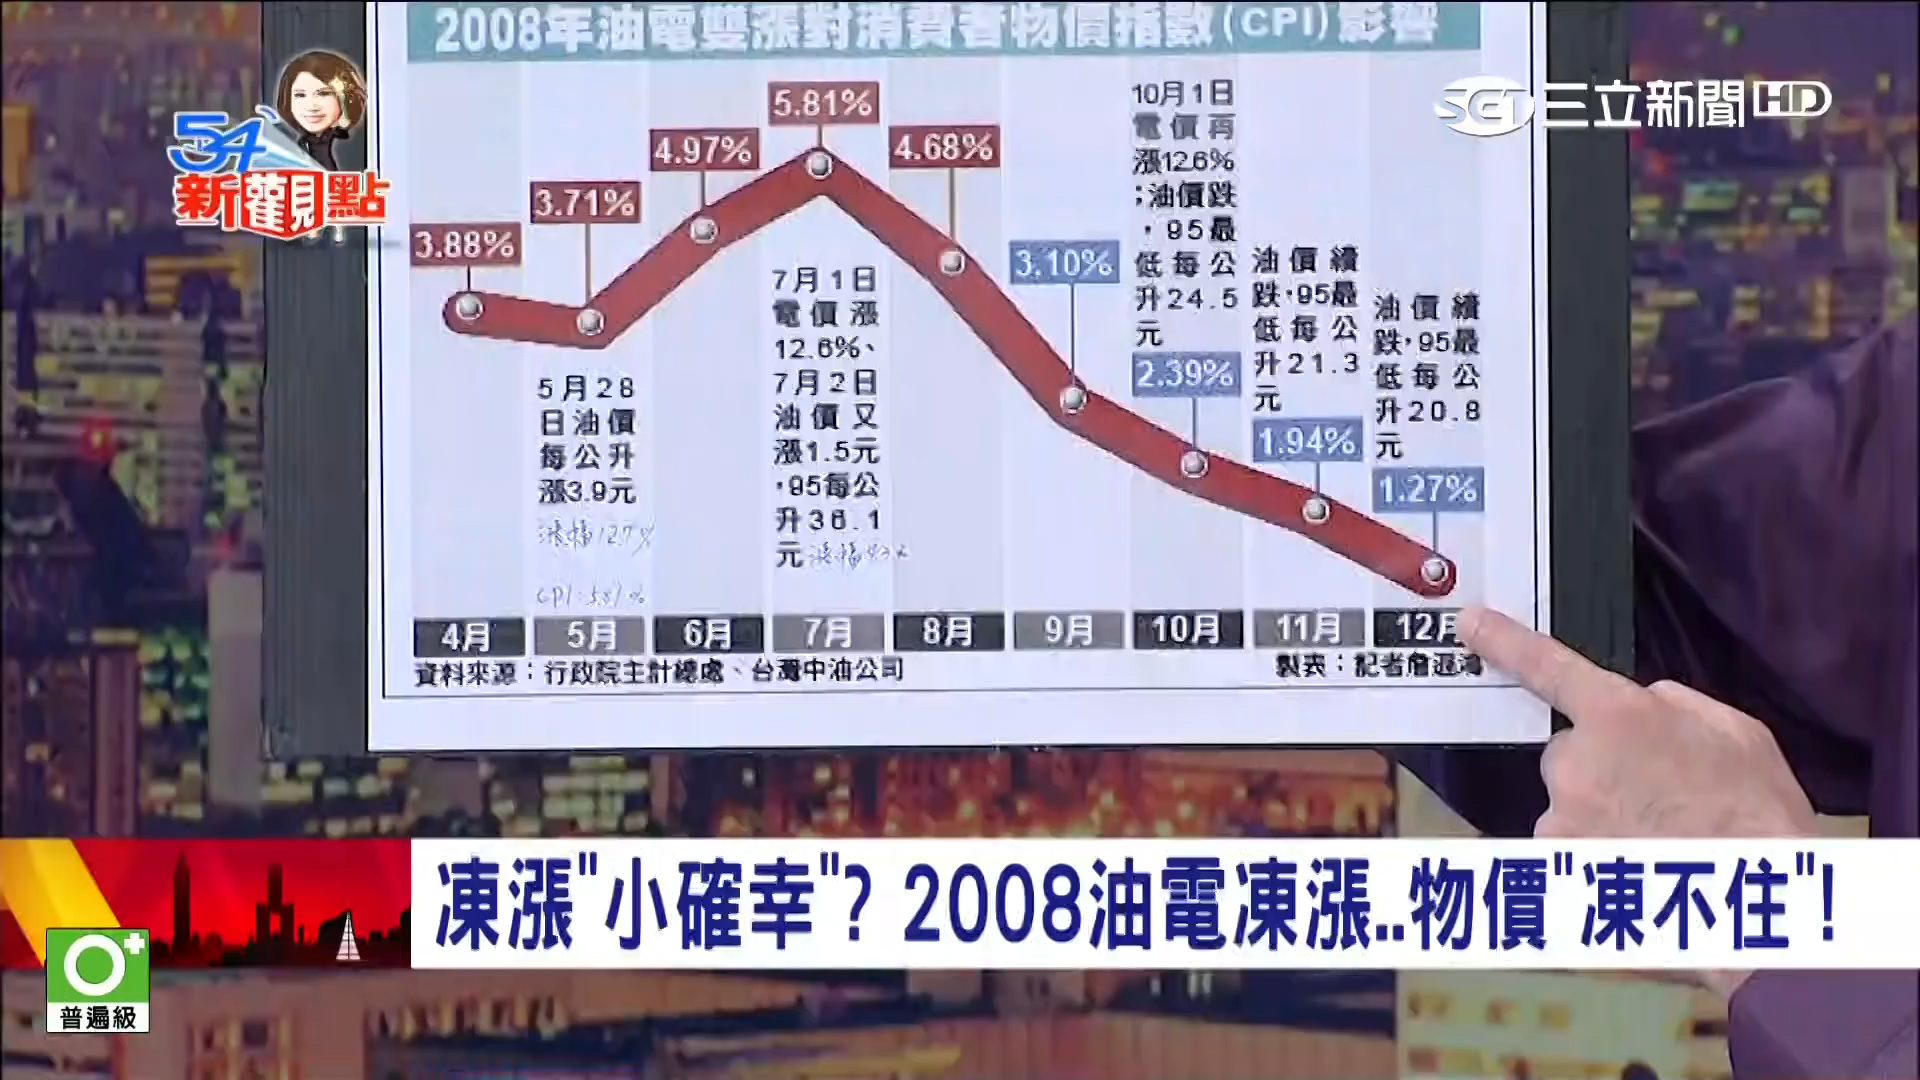 2008年油電雙漲對消費者物價指數(CPI)影響
54
新觀點
SET三立新聞HD
3.88%
3.71%
4.97%
5.81%
4.68%
3.10%
2.39%
1.94%
1.27%
5月28
日油價
每公升
漲3.9元
漲幅12.7%
CPI:5.81%
7月1日
電價漲
12.6%、
7月2日
油價又
漲1.5元
,95每公
升36.1
元
10月1日
電價再
漲12.6%
;油價跌
,95最
低每公
升24.5
元
油價續
跌,95最
低每公
升21.3
元
油價續
跌,95最
低每公
升20.8
元
4月 5月 6月 7月 8月 9月 10月 11月 12月
資料來源:行政院主計總處、台灣中油公司
製表:記者詹
凍漲"小確幸"? 2008油電凍漲..物價"凍不住"!
普遍級